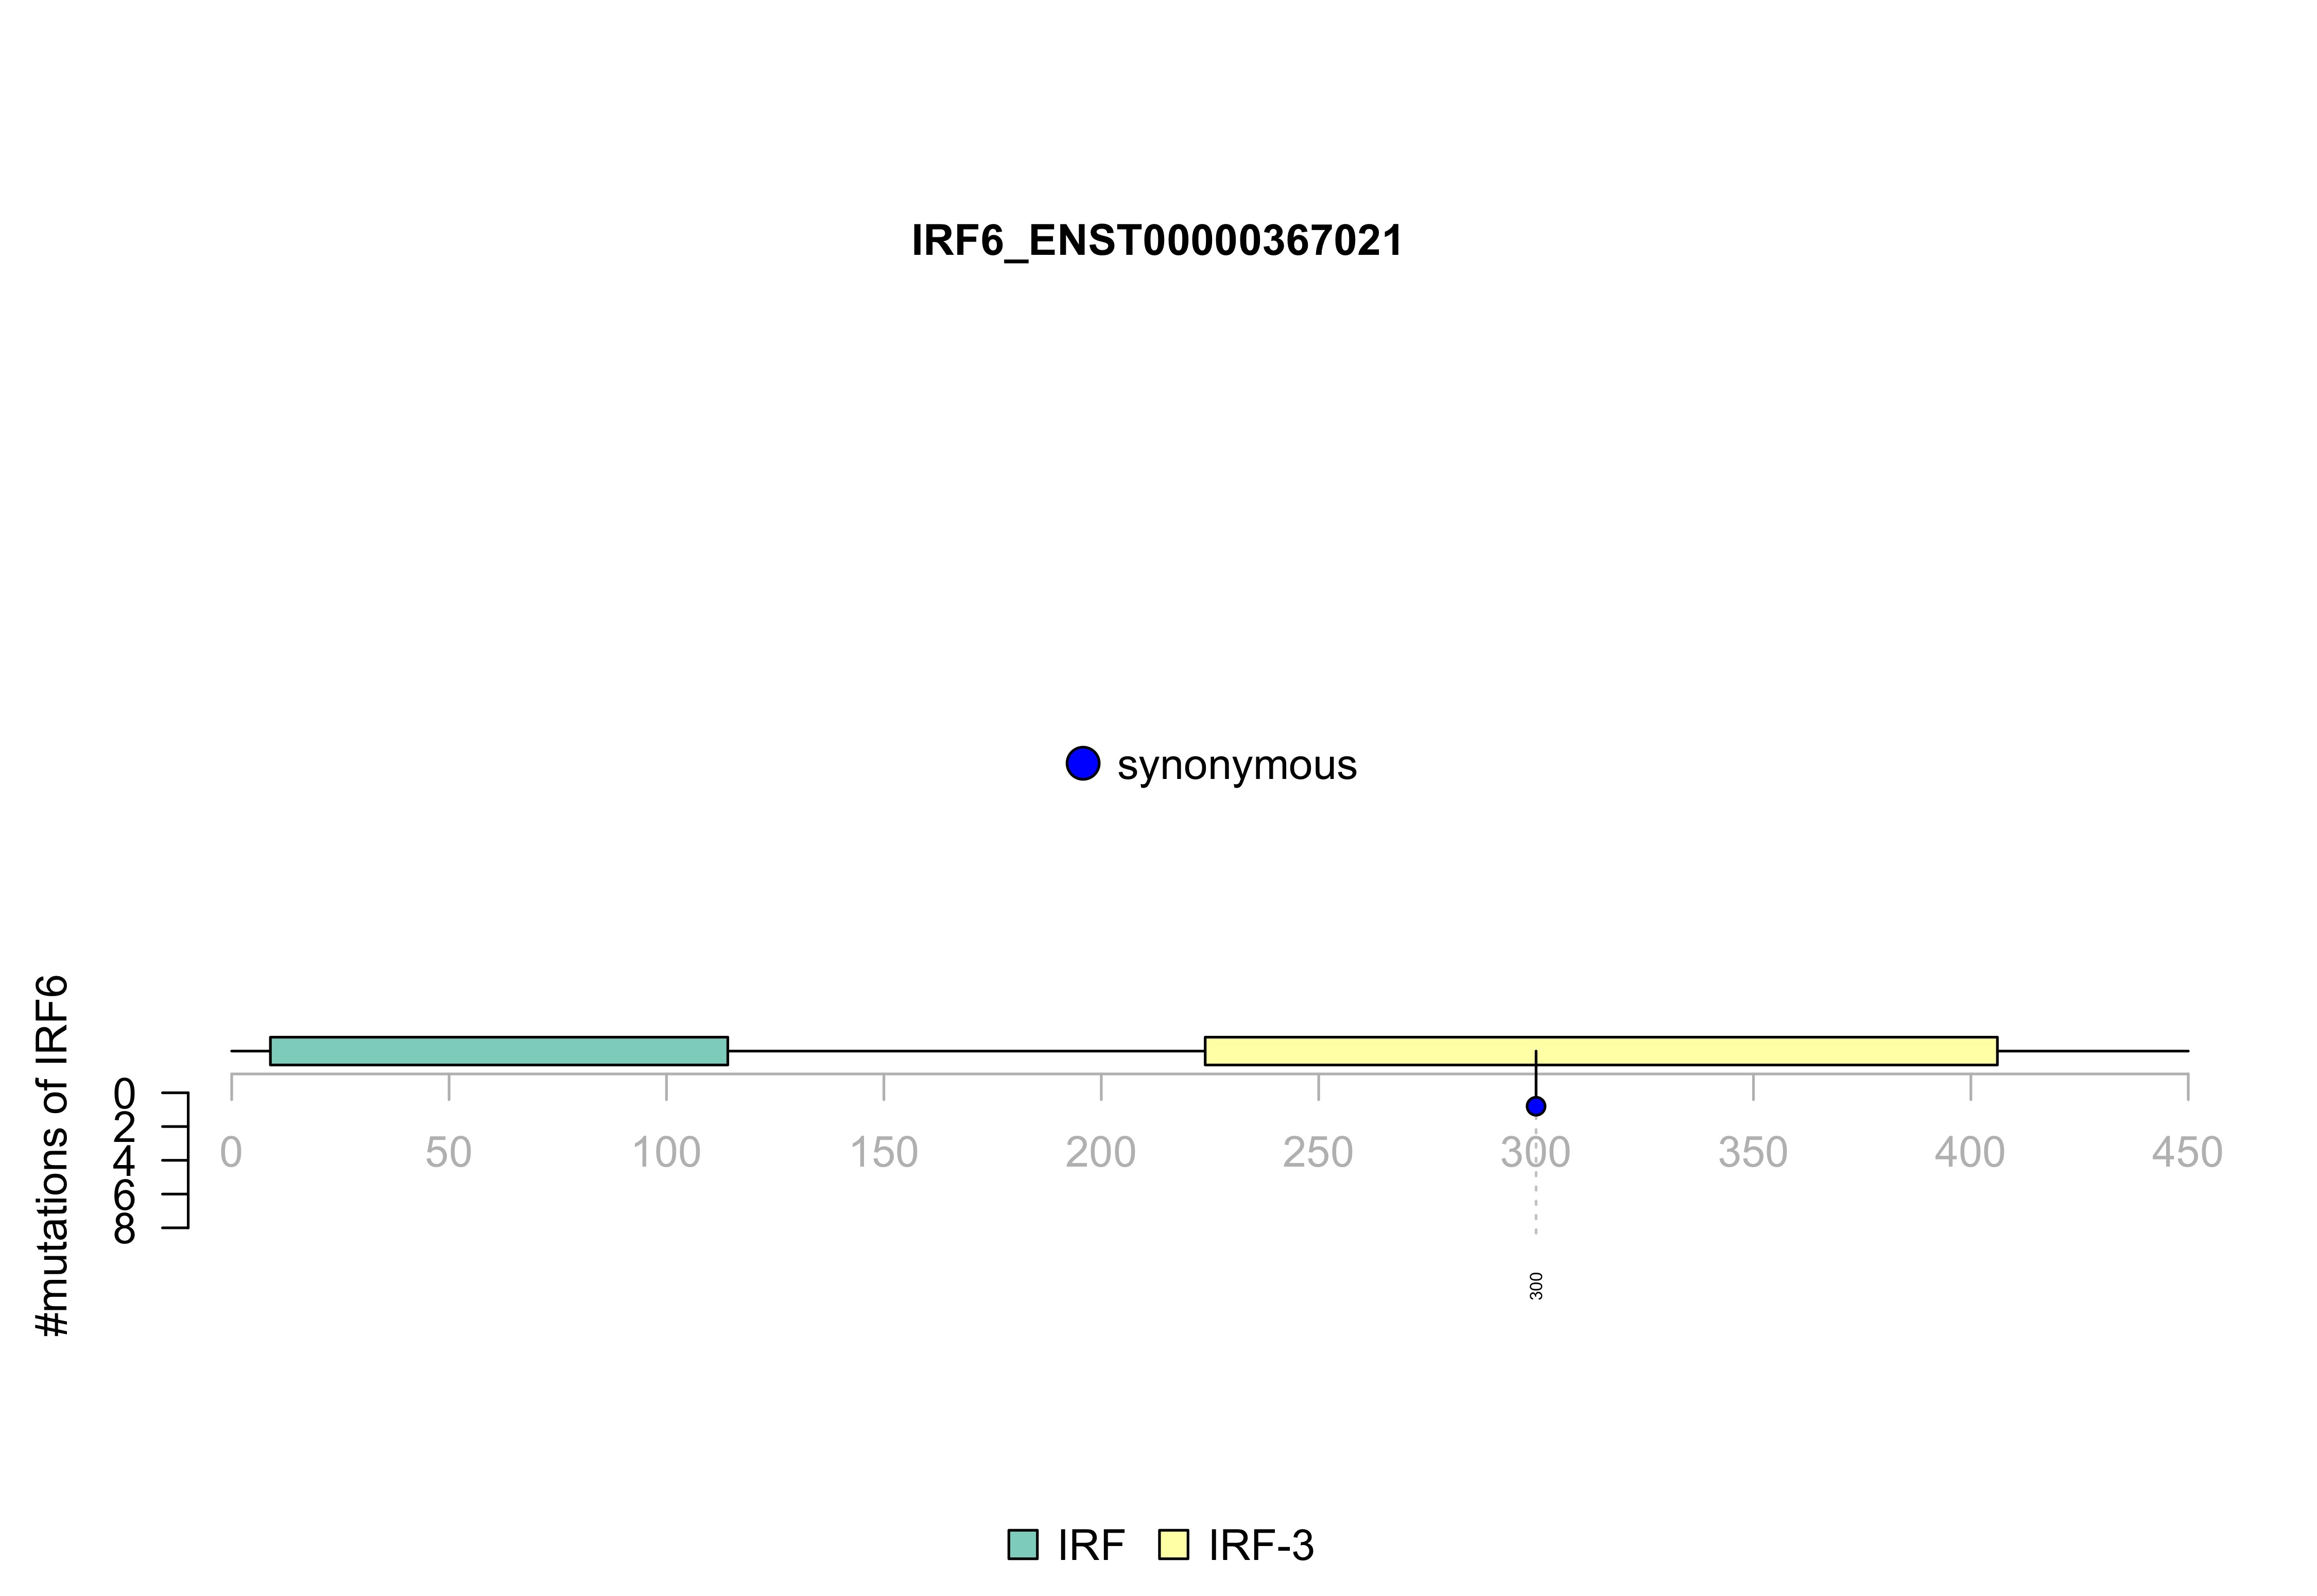 IRF6_ENST00000367021
synonymous
#mutations of IRF6
0
2
4
6
8
0 50 100 150 200 250 300 350 400 450
300
IRF IRF-3